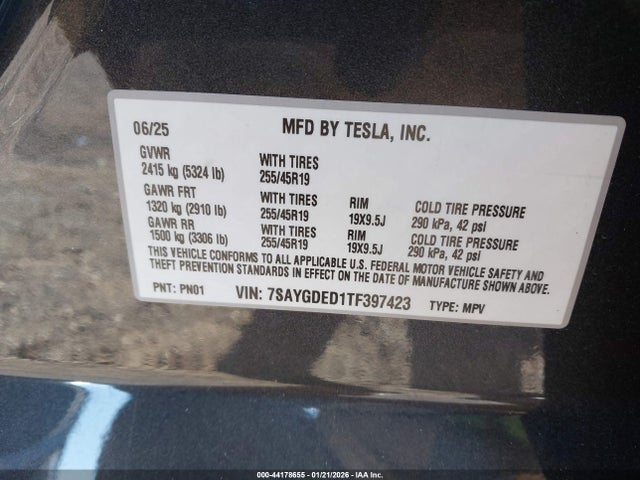 06/25 MFD BY TESLA, INC.
GVWR
2415 kg (5324 lb) WITH TIRES 255/45R19
GAWR FRT
1320 kg (2910 lb) WITH TIRES 255/45R19 RIM 19X9.5J COLD TIRE PRESSURE 290 kPa, 42 psi
GAWR RR
1500 kg (3306 lb) WITH TIRES 255/45R19 RIM 19X9.5J COLD TIRE PRESSURE 290 kPa, 42 psi
THIS VEHICLE CONFORMS TO ALL APPLICABLE U.S. FEDERAL MOTOR VEHICLE SAFETY AND
THEFT PREVENTION STANDARDS IN EFFECT ON THE DATE OF MANUFACTURE SHOWN ABOVE.
PNT: PN01 VIN: 7SAYGDED1TF397423 TYPE: MPV
000-44178655 - 01/21/2026 - IAA Inc.